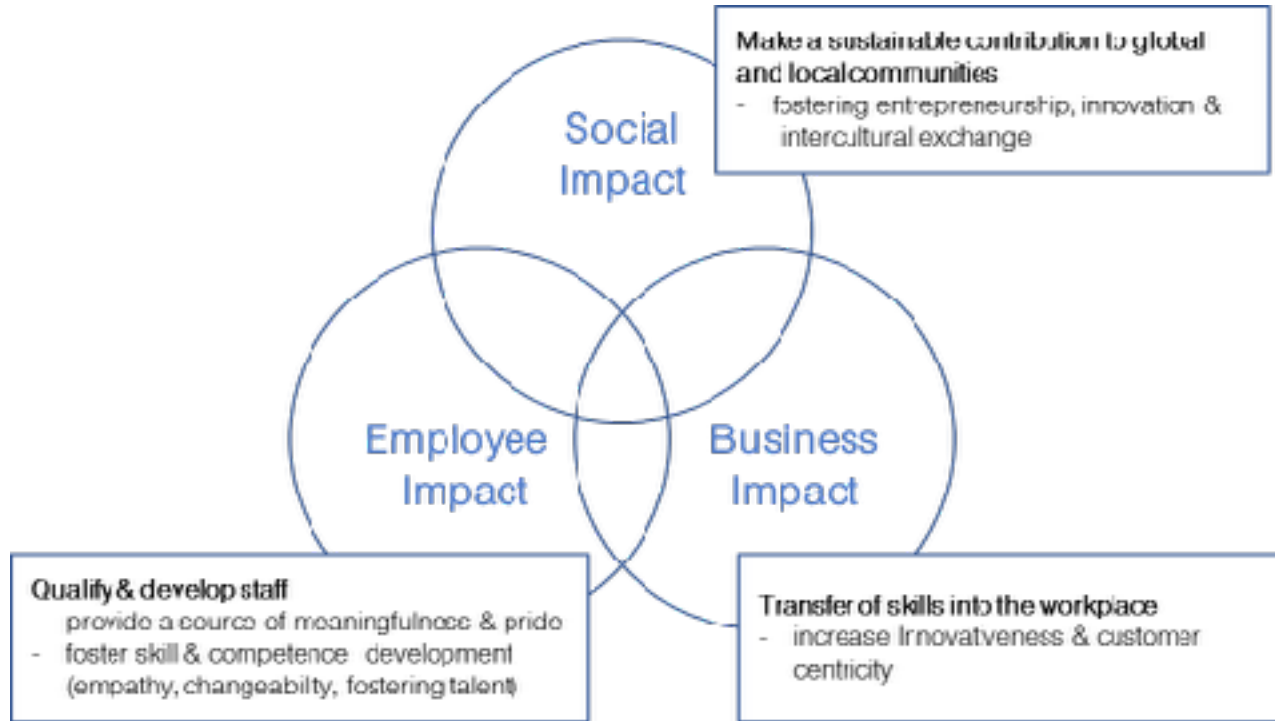 Make a sustainable contribution to global
and local communities
- fostering entrepreneurship, innovation &
intercultural exchange
Social
Impact
Employee
Impact
Business
Impact
Qualify & develop staff
provide a source of meaningfulness & pride
- foster skill & competence development
(empathy, changeabilty, fostering talent)
Transfer of skills into the workplace
- increase Innovativeness & customer
centricity